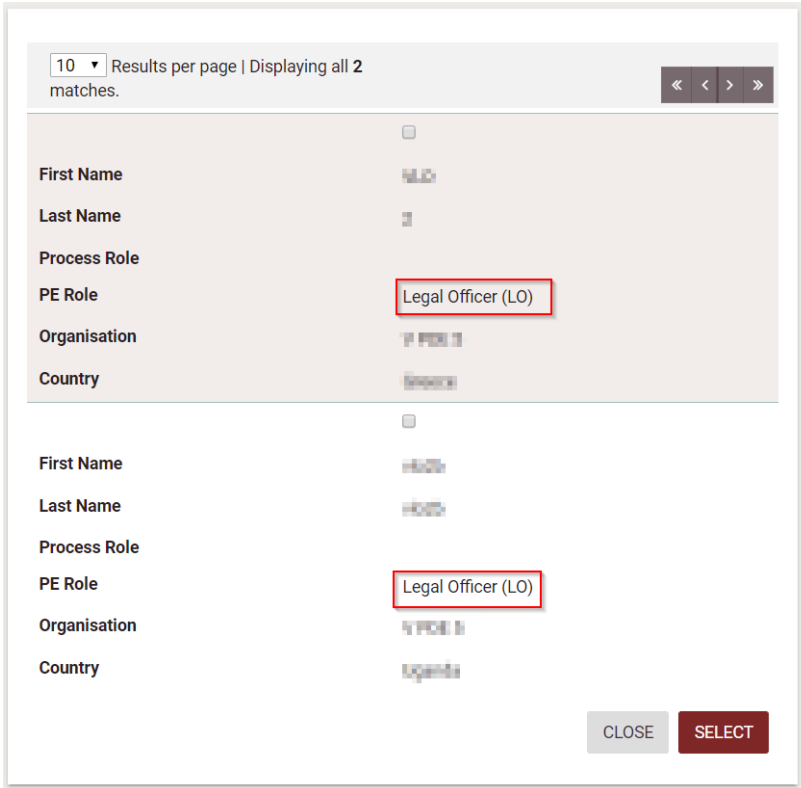 10 Results per page | Displaying all 2
matches.
First Name
Last Name
Process Role
PE Role Legal Officer (LO)
Organisation
Country
First Name
Last Name
Process Role
PE Role Legal Officer (LO)
Organisation
Country
CLOSE SELECT